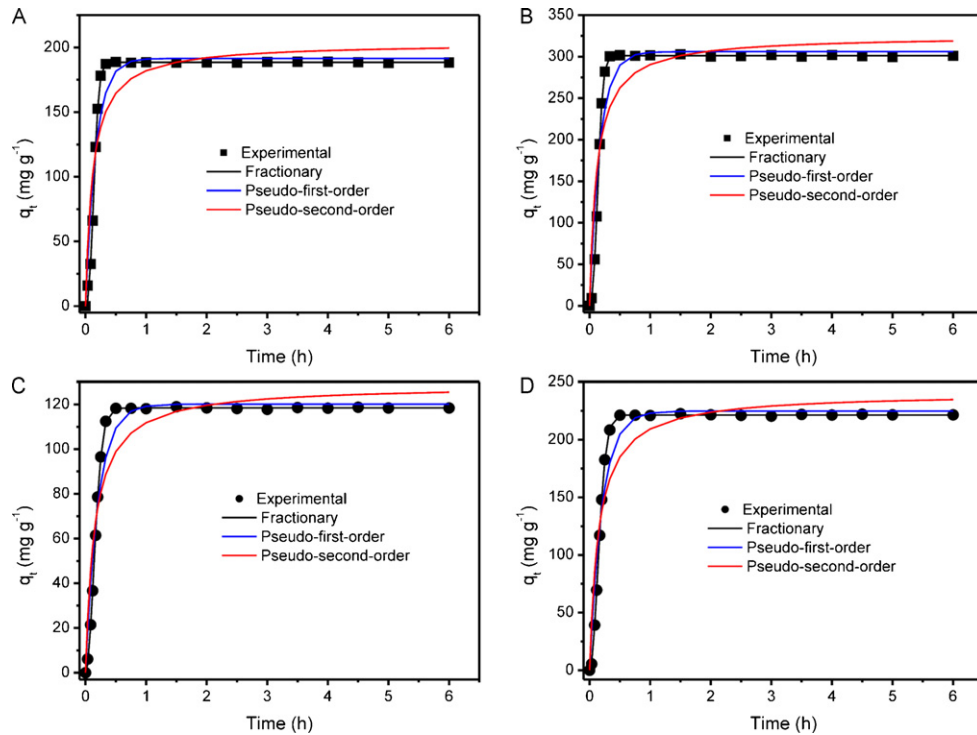 A
200
150
100
50
0
q_t (mg g⁻¹)
Experimental
Fractionary
Pseudo-first-order
Pseudo-second-order
0 1 2 3 4 5 6
Time (h)
B
350
300
250
200
150
100
50
0
q_t (mg g⁻¹)
Experimental
Fractionary
Pseudo-first-order
Pseudo-second-order
0 1 2 3 4 5 6
Time (h)
C
120
100
80
60
40
20
0
q_t (mg g⁻¹)
Experimental
Fractionary
Pseudo-first-order
Pseudo-second-order
0 1 2 3 4 5 6
Time (h)
D
250
200
150
100
50
0
q_t (mg g⁻¹)
Experimental
Fractionary
Pseudo-first-order
Pseudo-second-order
0 1 2 3 4 5 6
Time (h)